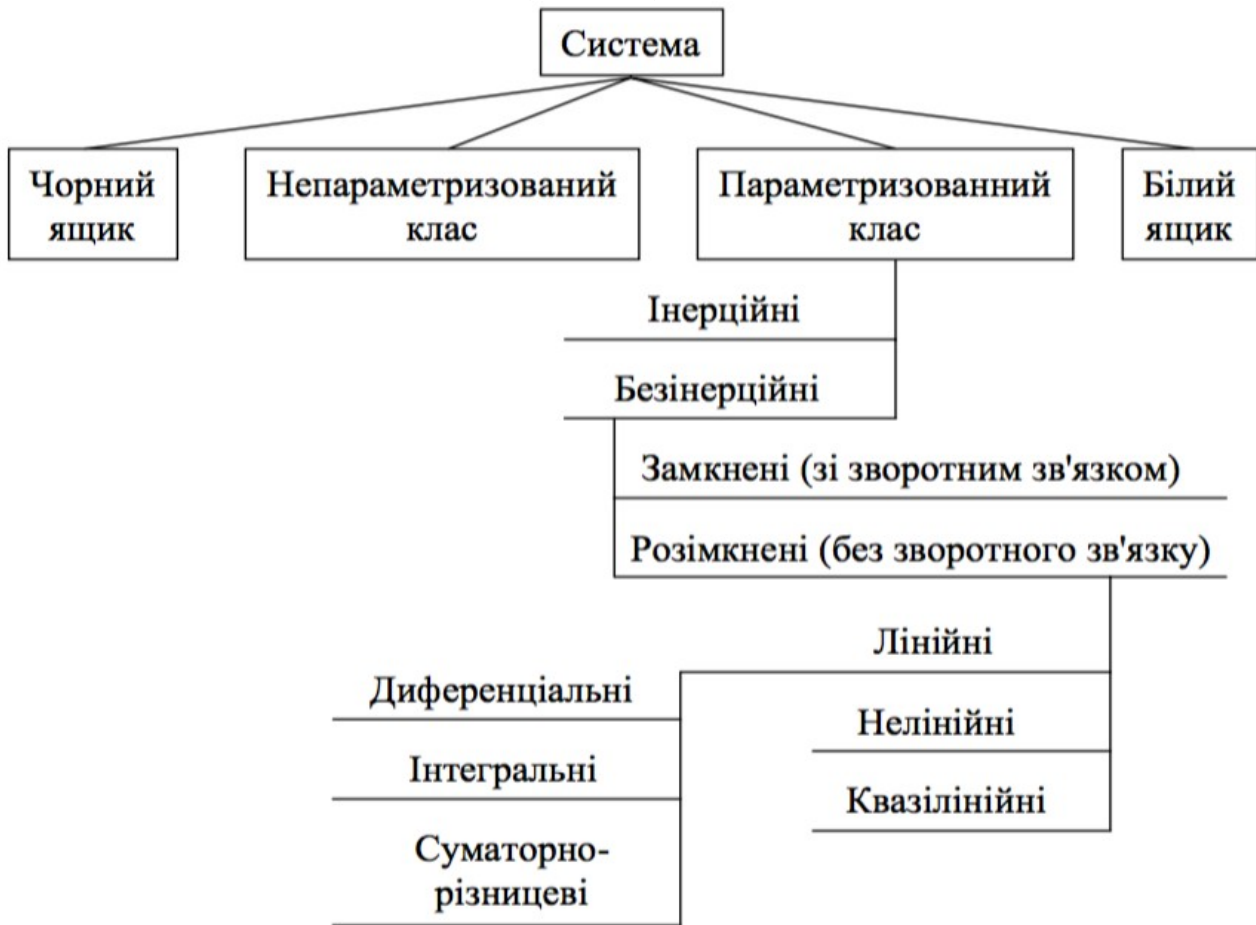 Система
Чорний
ящик
Непараметризований
клас
Параметризованний
клас
Білий
ящик
Інерційні
Безінерційні
Замкнені (зі зворотним зв'язком)
Розімкнені (без зворотного зв'язку)
Лінійні
Нелінійні
Квазілінійні
Диференціальні
Інтегральні
Суматорно-
різницеві